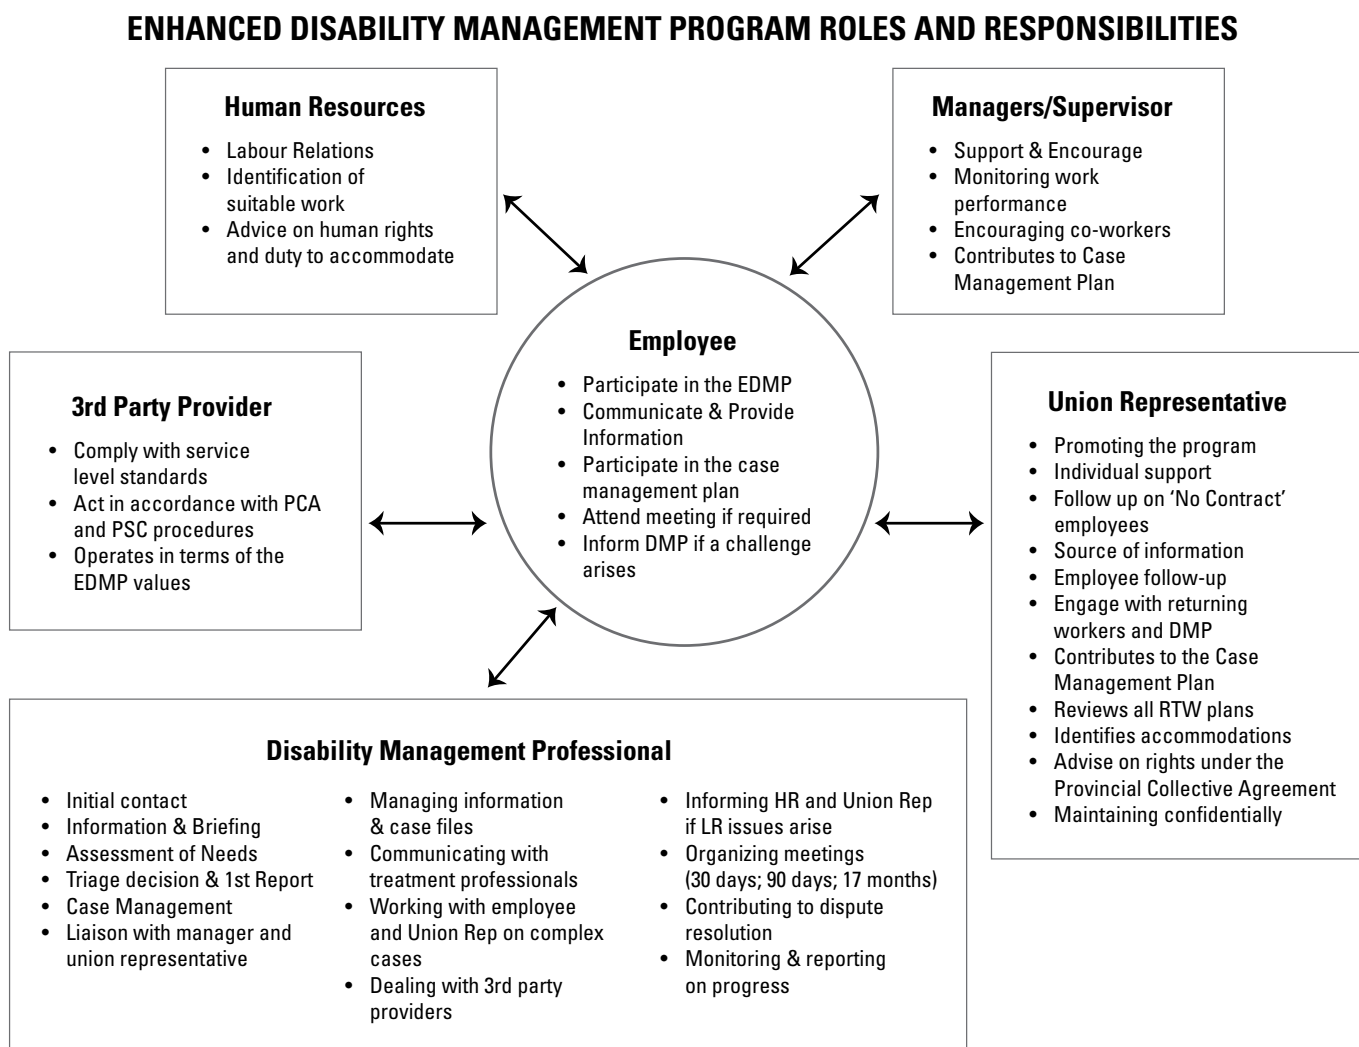 ENHANCED DISABILITY MANAGEMENT PROGRAM ROLES AND RESPONSIBILITIES
Human Resources
• Labour Relations
• Identification of
suitable work
• Advice on human rights
and duty to accommodate
Managers/Supervisor
• Support & Encourage
• Monitoring work
performance
• Encouraging co-workers
• Contributes to Case
Management Plan
Employee
• Participate in the EDMP
• Communicate & Provide
Information
• Participate in the case
management plan
• Attend meeting if required
• Inform DMP if a challenge
arises
3rd Party Provider
• Comply with service
level standards
• Act in accordance with PCA
and PSC procedures
• Operates in terms of the
EDMP values
Union Representative
• Promoting the program
• Individual support
• Follow up on ‘No Contract’
employees
• Source of information
• Employee follow-up
• Engage with returning
workers and DMP
• Contributes to the Case
Management Plan
• Reviews all RTW plans
• Identifies accommodations
• Advise on rights under the
Provincial Collective Agreement
• Maintaining confidentially
Disability Management Professional
• Initial contact
• Information & Briefing
• Assessment of Needs
• Triage decision & 1st Report
• Case Management
• Liaison with manager and
union representative
• Managing information
& case files
• Communicating with
treatment professionals
• Working with employee
and Union Rep on complex
cases
• Dealing with 3rd party
providers
• Informing HR and Union Rep
if LR issues arise
• Organizing meetings
(30 days; 90 days; 17 months)
• Contributing to dispute
resolution
• Monitoring & reporting
on progress